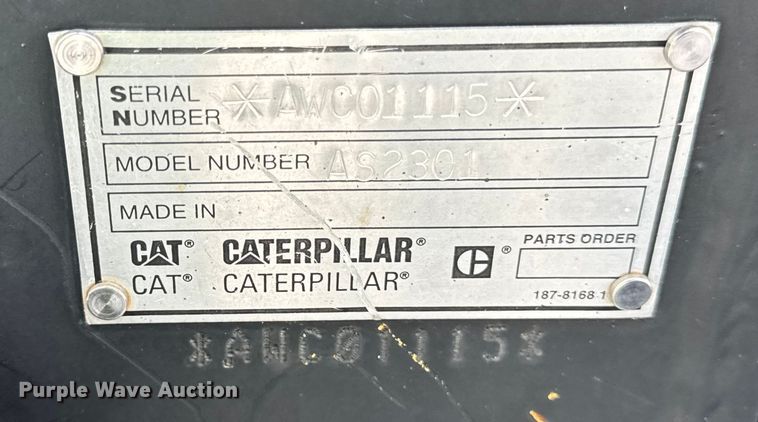 SERIAL NUMBER *AWC01115*
MODEL NUMBER AS2301
MADE IN
CAT® CATERPILLAR® C ® PARTS ORDER
CAT® CATERPILLAR®
187-8168 1
*AWC01115*
Purple Wave Auction